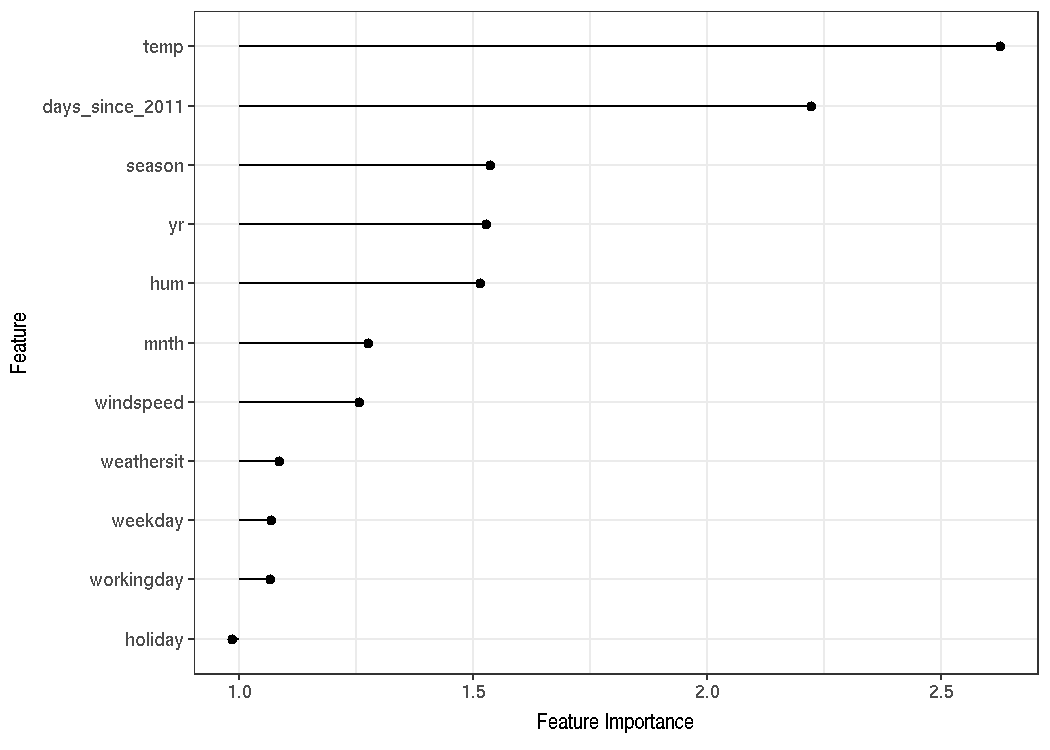 temp
days_since_2011
season
yr
hum
mnth
windspeed
weathersit
weekday
workingday
holiday
Feature
1.0 1.5 2.0 2.5
Feature Importance